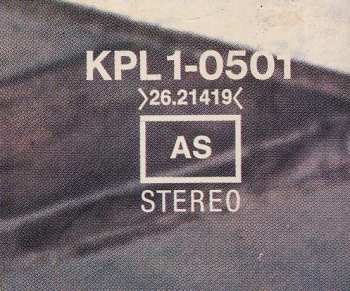 KPL1-0501
>26.21419<
AS
STEREO